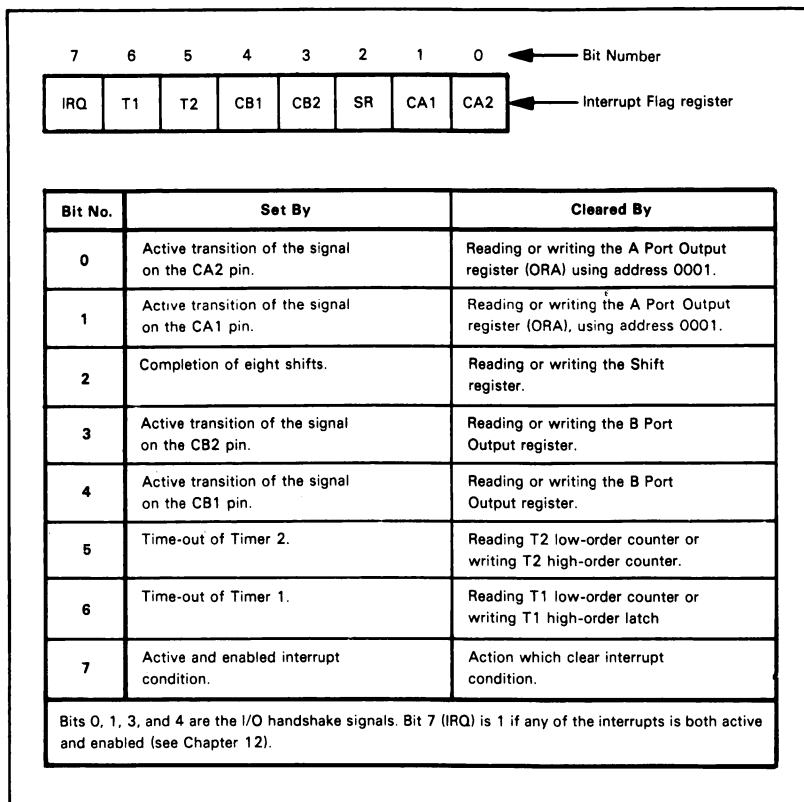 7 6 5 4 3 2 1 0 Bit Number
IRQ T1 T2 CB1 CB2 SR CA1 CA2 Interrupt Flag register
Bit No. Set By Cleared By
0 Active transition of the signal on the CA2 pin. Reading or writing the A Port Output register (ORA) using address 0001.
1 Active transition of the signal on the CA1 pin. Reading or writing the A Port Output register (ORA), using address 0001.
2 Completion of eight shifts. Reading or writing the Shift register.
3 Active transition of the signal on the CB2 pin. Reading or writing the B Port Output register.
4 Active transition of the signal on the CB1 pin. Reading or writing the B Port Output register.
5 Time-out of Timer 2. Reading T2 low-order counter or writing T2 high-order counter.
6 Time-out of Timer 1. Reading T1 low-order counter or writing T1 high-order latch
7 Active and enabled interrupt condition. Action which clear interrupt condition.
Bits 0, 1, 3, and 4 are the I/O handshake signals. Bit 7 (IRQ) is 1 if any of the interrupts is both active
and enabled (see Chapter 12).